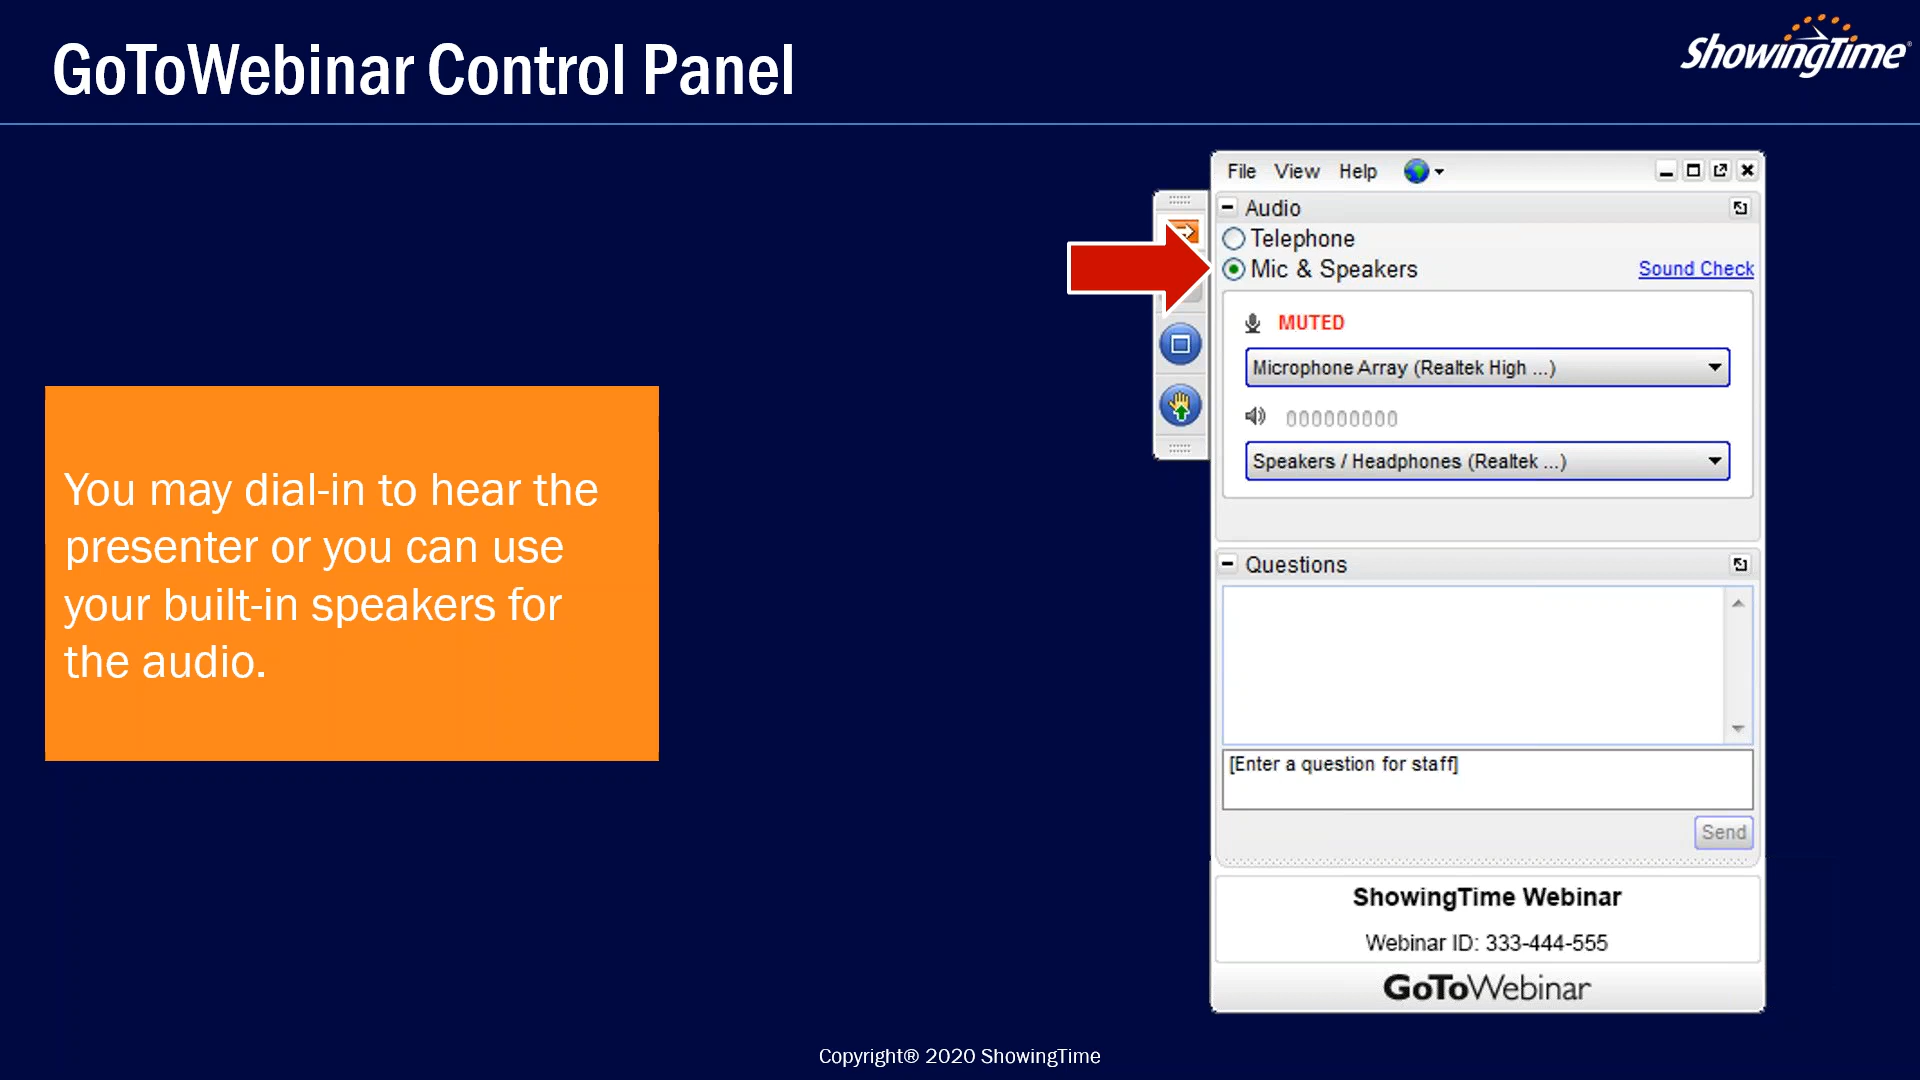 GoToWebinar Control Panel
ShowingTime®
File View Help
Audio
Telephone
Mic & Speakers
Sound Check
MUTED
Microphone Array (Realtek High ...)
000000000
Speakers / Headphones (Realtek ...)
You may dial-in to hear the
presenter or you can use
your built-in speakers for
the audio.
Questions
[Enter a question for staff]
Send
ShowingTime Webinar
Webinar ID: 333-444-555
GoToWebinar
Copyright® 2020 ShowingTime